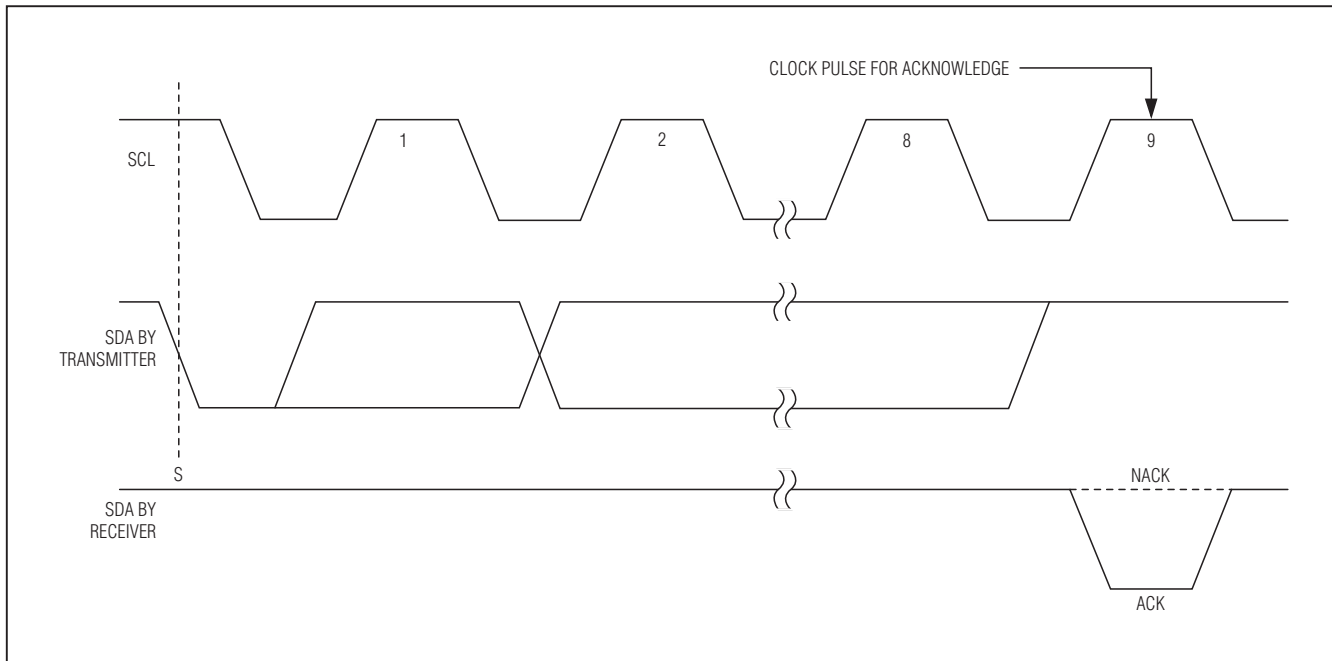 CLOCK PULSE FOR ACKNOWLEDGE
SCL
1
2
8
9
SDA BY
TRANSMITTER
S
SDA BY
RECEIVER
NACK
ACK